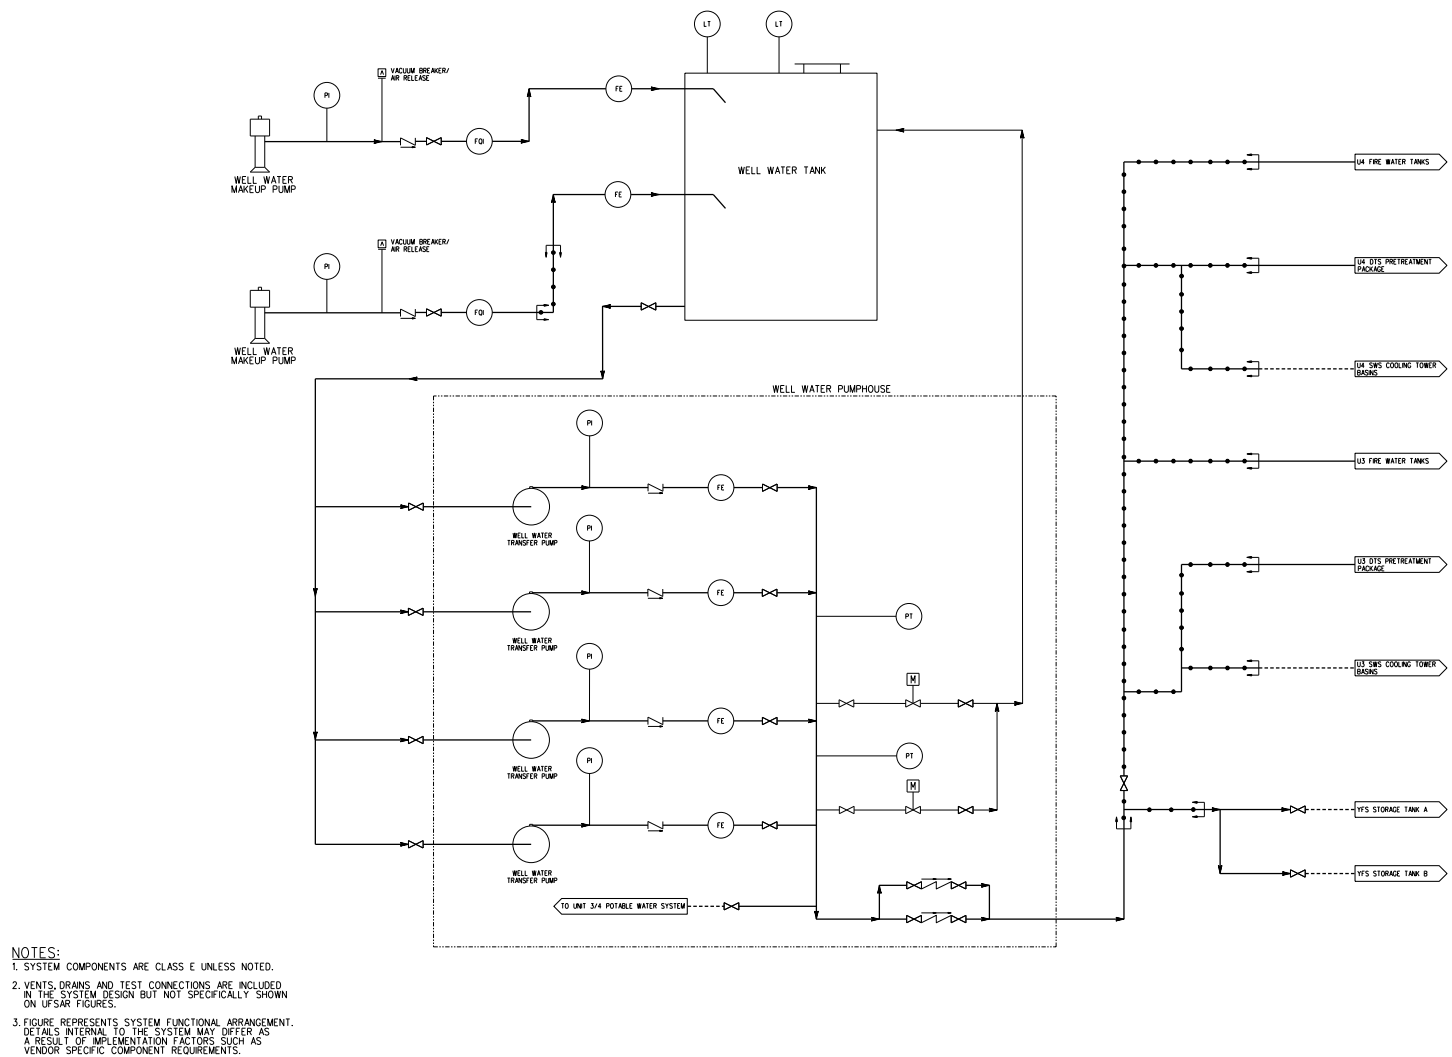 LT
LT
VACUUM BREAKER/
AIR RELEASE
A
PI
FE
FQI
WELL WATER
MAKEUP PUMP
WELL WATER TANK
U4 FIRE WATER TANKS
FE
VACUUM BREAKER/
AIR RELEASE
A
PI
FQI
WELL WATER
MAKEUP PUMP
U4 DTS PRETREATMENT
PACKAGE
U4 SWS COOLING TOWER
BASINS
WELL WATER PUMPHOUSE
PI
FE
WELL WATER
TRANSFER PUMP
U3 FIRE WATER TANKS
PI
FE
WELL WATER
TRANSFER PUMP
U3 DTS PRETREATMENT
PACKAGE
PT
PI
U3 SWS COOLING TOWER
BASINS
M
FE
WELL WATER
TRANSFER PUMP
PT
PI
M
FE
WELL WATER
TRANSFER PUMP
YFS STORAGE TANK A
YFS STORAGE TANK B
TO UNIT 3/4 POTABLE WATER SYSTEM
NOTES:
1. SYSTEM COMPONENTS ARE CLASS E UNLESS NOTED.
2. VENTS, DRAINS AND TEST CONNECTIONS ARE INCLUDED
IN THE SYSTEM DESIGN BUT NOT SPECIFICALLY SHOWN
ON UFSAR FIGURES.
3. FIGURE REPRESENTS SYSTEM FUNCTIONAL ARRANGEMENT.
DETAILS INTERNAL TO THE SYSTEM MAY DIFFER AS
A RESULT OF IMPLEMENTATION FACTORS SUCH AS
VENDOR SPECIFIC COMPONENT REQUIREMENTS.